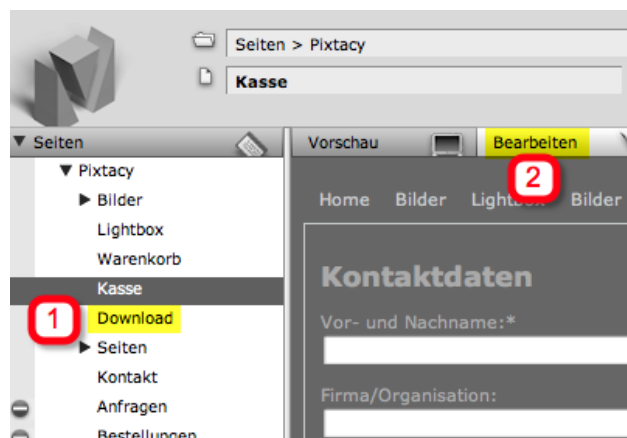 Seiten > Pixtacy
Kasse
Seiten
Vorschau
Bearbeiten
2
Pixtacy
Bilder
Lightbox
Warenkorb
Kasse
1
Download
Seiten
Kontakt
Anfragen
Bestellungen
Home Bilder Lightbox Bilder
Kontaktdaten
Vor- und Nachname:*
Firma/Organisation: